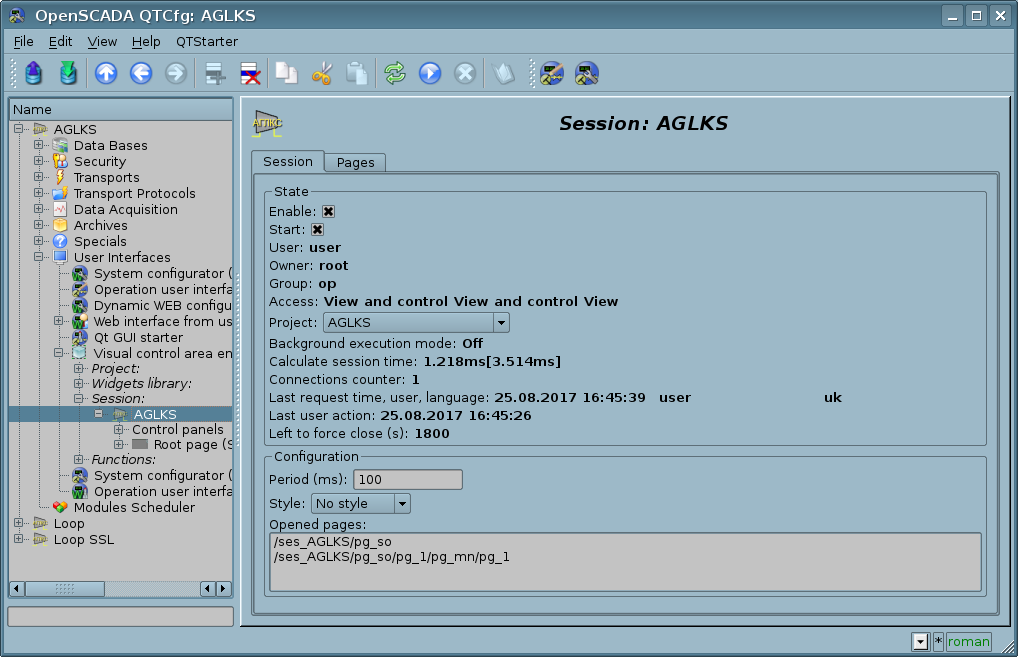 OpenSCADA QTCfg: AGLKS
File Edit View Help QTStarter
Name
AGLKS
Data Bases
Security
Transports
Transport Protocols
Data Acquisition
Archives
Specials
User Interfaces
System configurator (
Operation user interfa
Dynamic WEB configu
Web interface from us
Qt GUI starter
Visual control area en
Project:
Widgets library:
Session:
AGLKS
Control panels
Root page (S
Functions:
System configurator (
Operation user interfa
Modules Scheduler
Loop
Loop SSL
АГЛКС
Session: AGLKS
Session Pages
State
Enable:
Start:
User: user
Owner: root
Group: op
Access: View and control View and control View
Project: AGLKS
Background execution mode: Off
Calculate session time: 1.218ms[3.514ms]
Connections counter: 1
Last request time, user, language: 25.08.2017 16:45:39 user uk
Last user action: 25.08.2017 16:45:26
Left to force close (s): 1800
Configuration
Period (ms): 100
Style: No style
Opened pages:
/ses_AGLKS/pg_so
/ses_AGLKS/pg_so/pg_1/pg_mn/pg_1
* roman